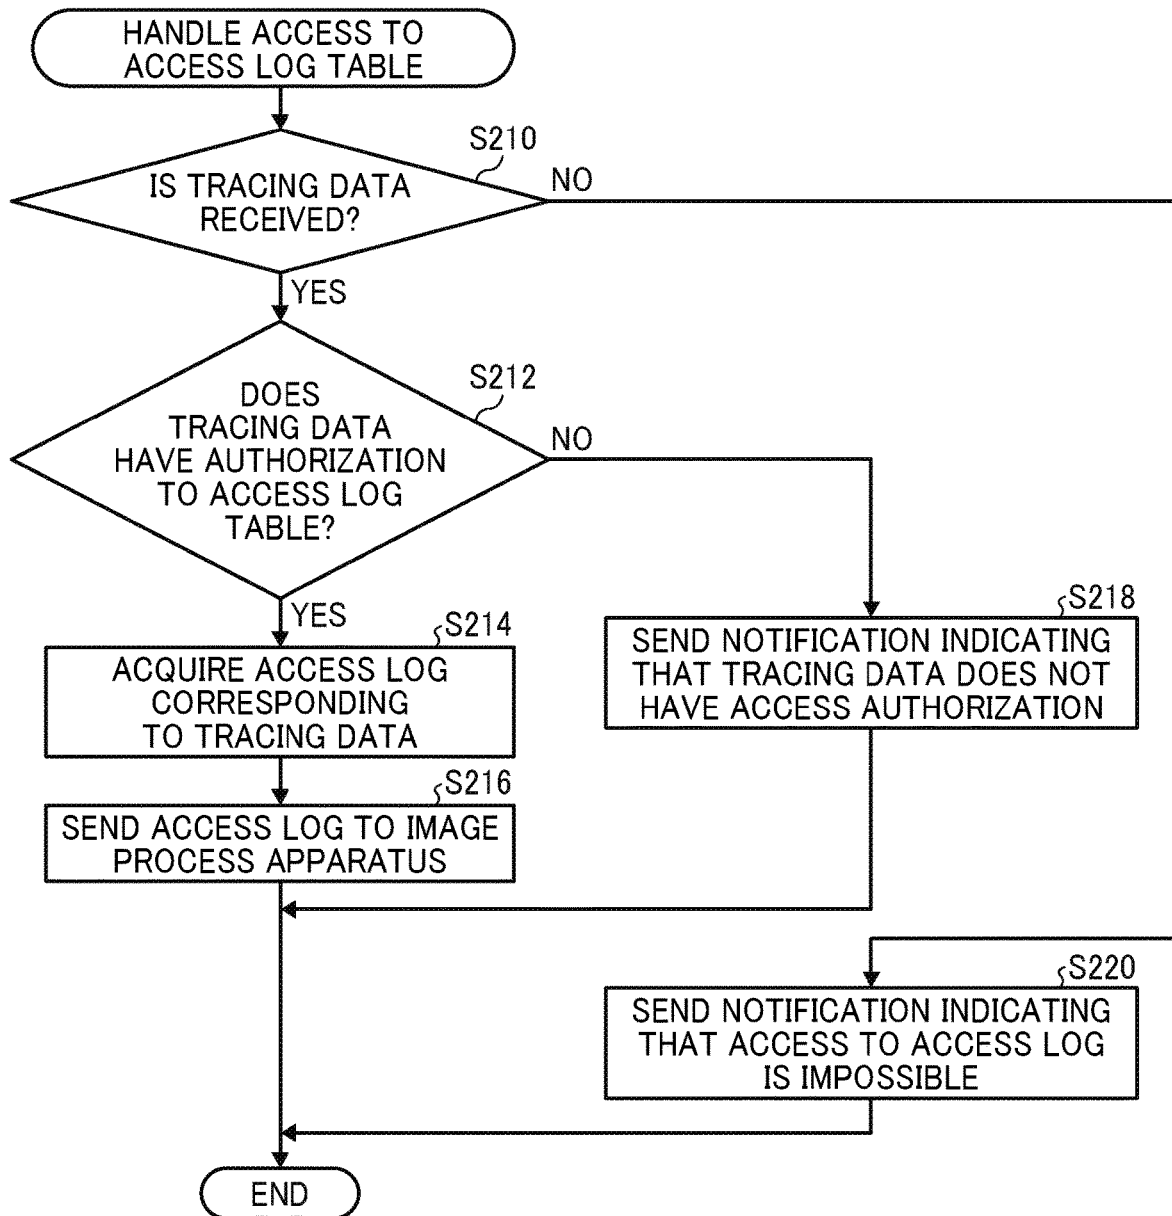 HANDLE ACCESS TO
ACCESS LOG TABLE
S210
IS TRACING DATA
RECEIVED?
NO
YES
S212
DOES
TRACING DATA
HAVE AUTHORIZATION
TO ACCESS LOG
TABLE?
NO
YES
S214
ACQUIRE ACCESS LOG
CORRESPONDING
TO TRACING DATA
S218
SEND NOTIFICATION INDICATING
THAT TRACING DATA DOES NOT
HAVE ACCESS AUTHORIZATION
S216
SEND ACCESS LOG TO IMAGE
PROCESS APPARATUS
S220
SEND NOTIFICATION INDICATING
THAT ACCESS TO ACCESS LOG
IS IMPOSSIBLE
END